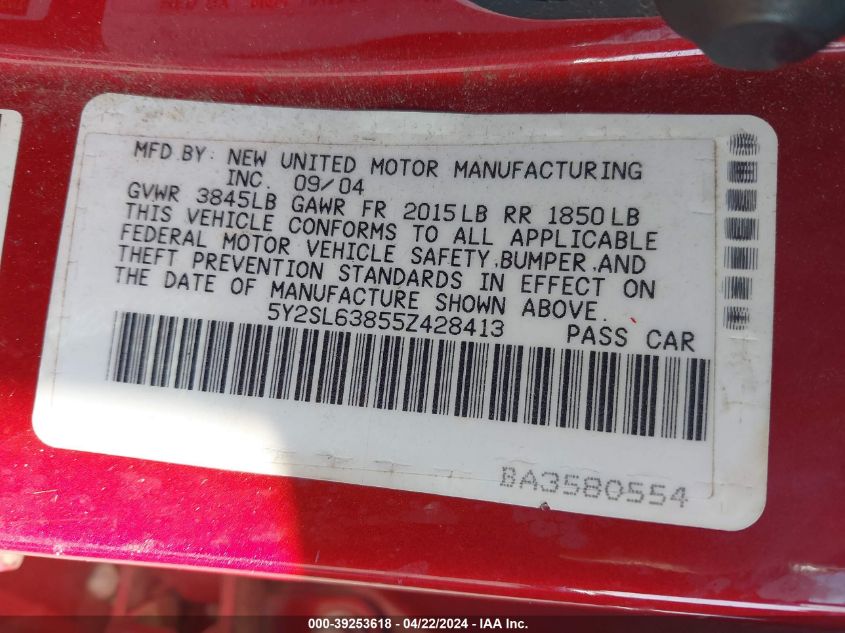 MFD.BY: NEW UNITED MOTOR MANUFACTURING
INC. 09/04
GVWR 3845LB GAWR FR 2015LB RR 1850LB
THIS VEHICLE CONFORMS TO ALL APPLICABLE
FEDERAL MOTOR VEHICLE SAFETY,BUMPER,AND
THEFT PREVENTION STANDARDS IN EFFECT ON
THE DATE OF MANUFACTURE SHOWN ABOVE.
5Y2SL63855Z428413 PASS CAR
BA3580554
000-39253618 - 04/22/2024 - IAA Inc.